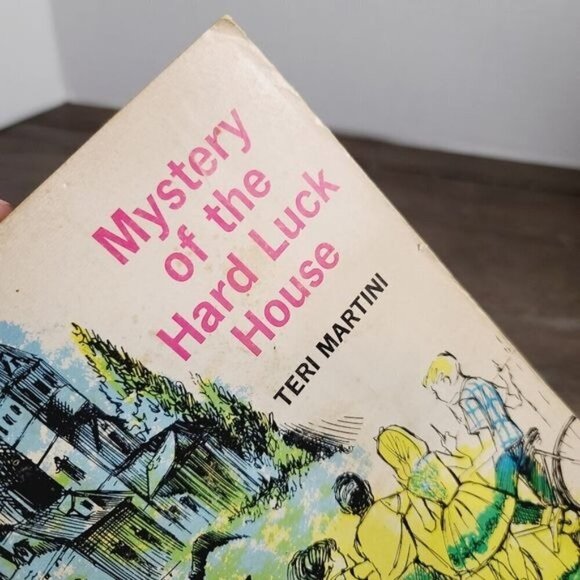 Mystery
of the
Hard Luck
House
TERI MARTINI